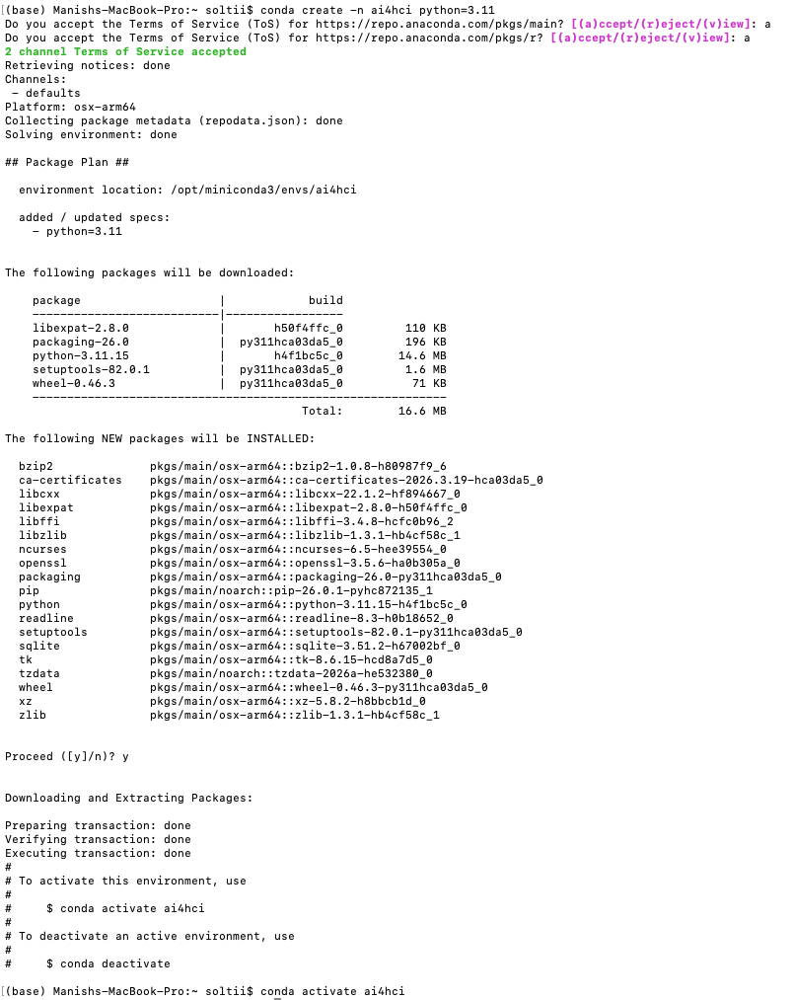 [(base) Manishs-MacBook-Pro:~ soltii$ conda create -n ai4hci python=3.11
Do you accept the Terms of Service (ToS) for https://repo.anaconda.com/pkgs/main? [(a)ccept/(r)eject/(v)iew]: a
Do you accept the Terms of Service (ToS) for https://repo.anaconda.com/pkgs/r? [(a)ccept/(r)eject/(v)iew]: a
2 channel Terms of Service accepted
Retrieving notices: done
Channels:
 - defaults
Platform: osx-arm64
Collecting package metadata (repodata.json): done
Solving environment: done

## Package Plan ##

  environment location: /opt/miniconda3/envs/ai4hci

  added / updated specs:
    - python=3.11


The following packages will be downloaded:

    package                    |            build
    ---------------------------|-----------------
    libexpat-2.8.0             |       h50f4ffc_0         110 KB
    packaging-26.0             |  py311hca03da5_0         196 KB
    python-3.11.15             |       h4f1bc5c_0        14.6 MB
    setuptools-82.0.1          |  py311hca03da5_0         1.6 MB
    wheel-0.46.3               |  py311hca03da5_0          71 KB
    ------------------------------------------------------------
                                           Total:        16.6 MB

The following NEW packages will be INSTALLED:

  bzip2              pkgs/main/osx-arm64::bzip2-1.0.8-h80987f9_6
  ca-certificates    pkgs/main/osx-arm64::ca-certificates-2026.3.19-hca03da5_0
  libcxx             pkgs/main/osx-arm64::libcxx-22.1.2-hf894667_0
  libexpat           pkgs/main/osx-arm64::libexpat-2.8.0-h50f4ffc_0
  libffi             pkgs/main/osx-arm64::libffi-3.4.8-hcfc0b96_2
  libzlib            pkgs/main/osx-arm64::libzlib-1.3.1-hb4cf58c_1
  ncurses            pkgs/main/osx-arm64::ncurses-6.5-hee39554_0
  openssl            pkgs/main/osx-arm64::openssl-3.5.6-ha0b305a_0
  packaging          pkgs/main/osx-arm64::packaging-26.0-py311hca03da5_0
  pip                pkgs/main/noarch::pip-26.0.1-pyhc872135_1
  python             pkgs/main/osx-arm64::python-3.11.15-h4f1bc5c_0
  readline           pkgs/main/osx-arm64::readline-8.3-h0b18652_0
  setuptools         pkgs/main/osx-arm64::setuptools-82.0.1-py311hca03da5_0
  sqlite             pkgs/main/osx-arm64::sqlite-3.51.2-h67002bf_0
  tk                 pkgs/main/osx-arm64::tk-8.6.15-hcd8a7d5_0
  tzdata             pkgs/main/noarch::tzdata-2026a-he532380_0
  wheel              pkgs/main/osx-arm64::wheel-0.46.3-py311hca03da5_0
  xz                 pkgs/main/osx-arm64::xz-5.8.2-h8bbcb1d_0
  zlib               pkgs/main/osx-arm64::zlib-1.3.1-hb4cf58c_1


Proceed ([y]/n)? y


Downloading and Extracting Packages:

Preparing transaction: done
Verifying transaction: done
Executing transaction: done
#
# To activate this environment, use
#
#     $ conda activate ai4hci
#
# To deactivate an active environment, use
#
#     $ conda deactivate

[(base) Manishs-MacBook-Pro:~ soltii$ conda activate ai4hci